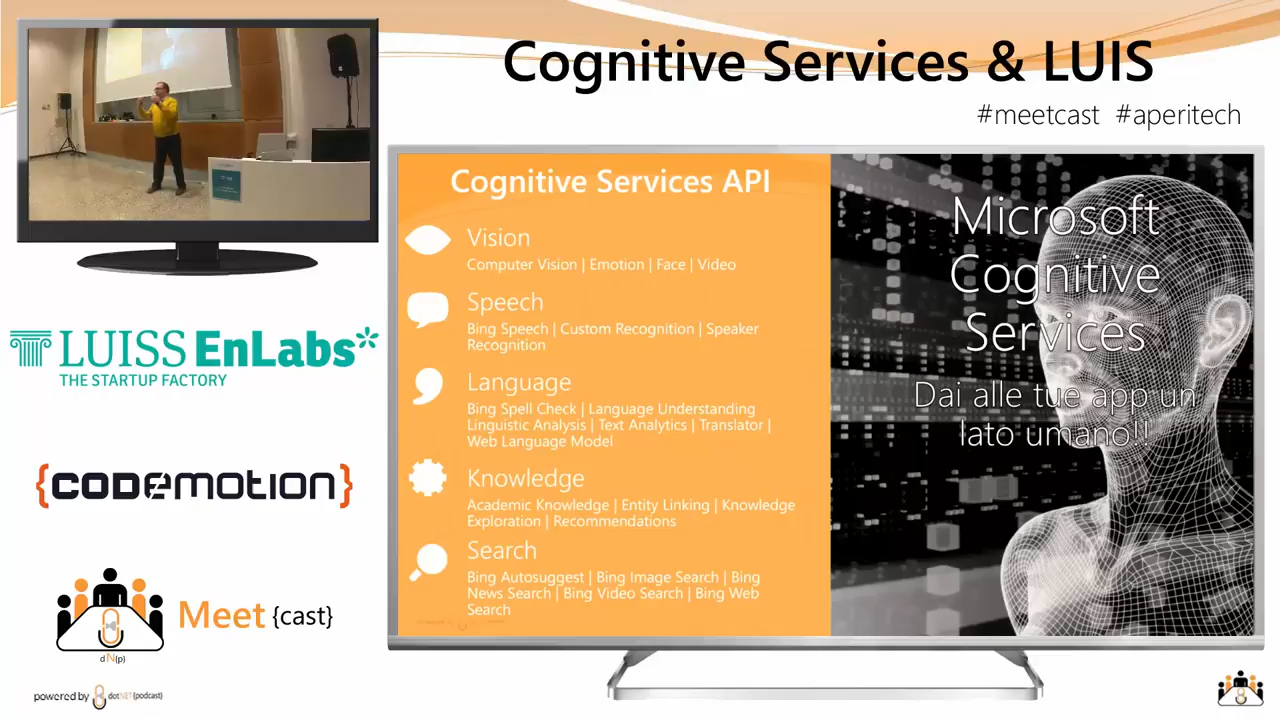 Cognitive Services & LUIS
#meetcast #aperitech
LUISS EnLabs
THE STARTUP FACTORY
{CODEMOTION}
Meet {cast}
d N(p)
powered by dotNET{podcast}
Cognitive Services API
Vision
Computer Vision | Emotion | Face | Video
Speech
Bing Speech | Custom Recognition | Speaker
Recognition
Language
Bing Spell Check | Language Understanding
Linguistic Analysis | Text Analytics | Translator |
Web Language Model
Knowledge
Academic Knowledge | Entity Linking | Knowledge
Exploration | Recommendations
Search
Bing Autosuggest | Bing Image Search | Bing
News Search | Bing Video Search | Bing Web
Search
Microsoft
Cognitive
Services
Dai alle tue app un
lato umano!!